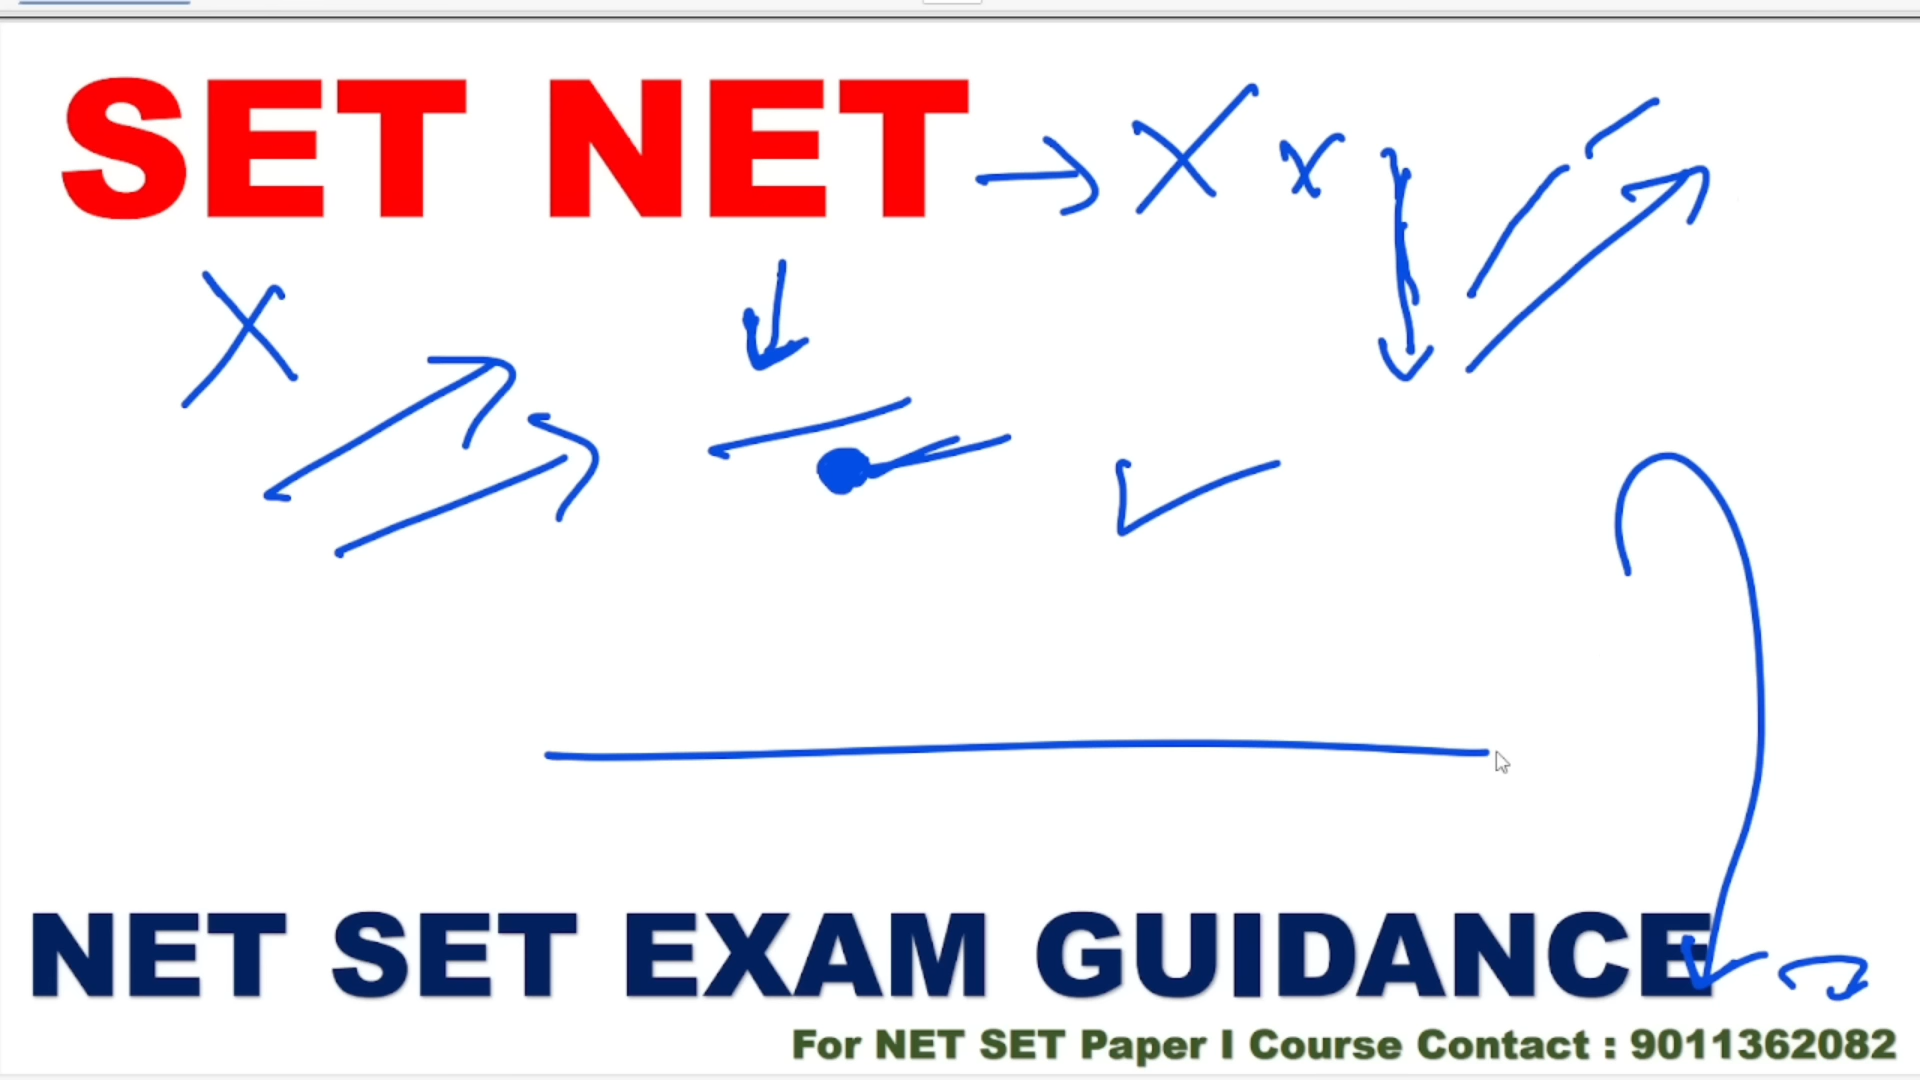 SET NET
NET SET EXAM GUIDANCE
For NET SET Paper I Course Contact : 9011362082